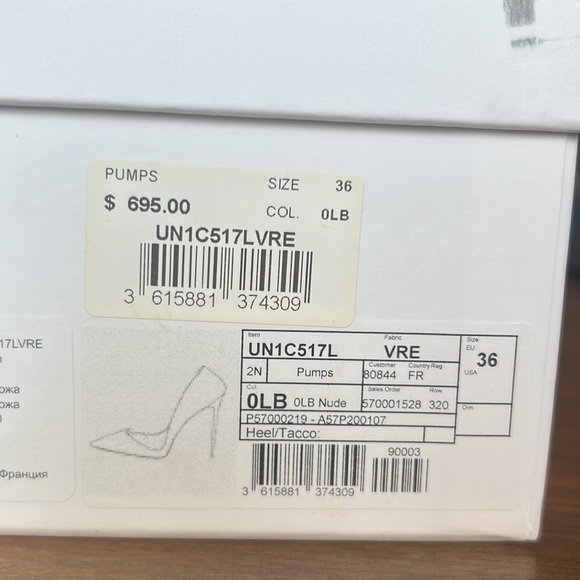 PUMPS
SIZE 36
$ 695.00
COL. 0LB
UN1C517LVRE
3 615881 374309
17LVRE
я
ожа
ожа
)
Франция
Item Fabric
UN1C517L VRE
Customer Country Reg.
2N Pumps 80844 FR
Col Sales Order Row
0LB 0LB Nude 570001528 320
P57000219 - A57P200107
Heel/Tacco:
Size
EU 36
USA
Dim
90003
3 615881 374309